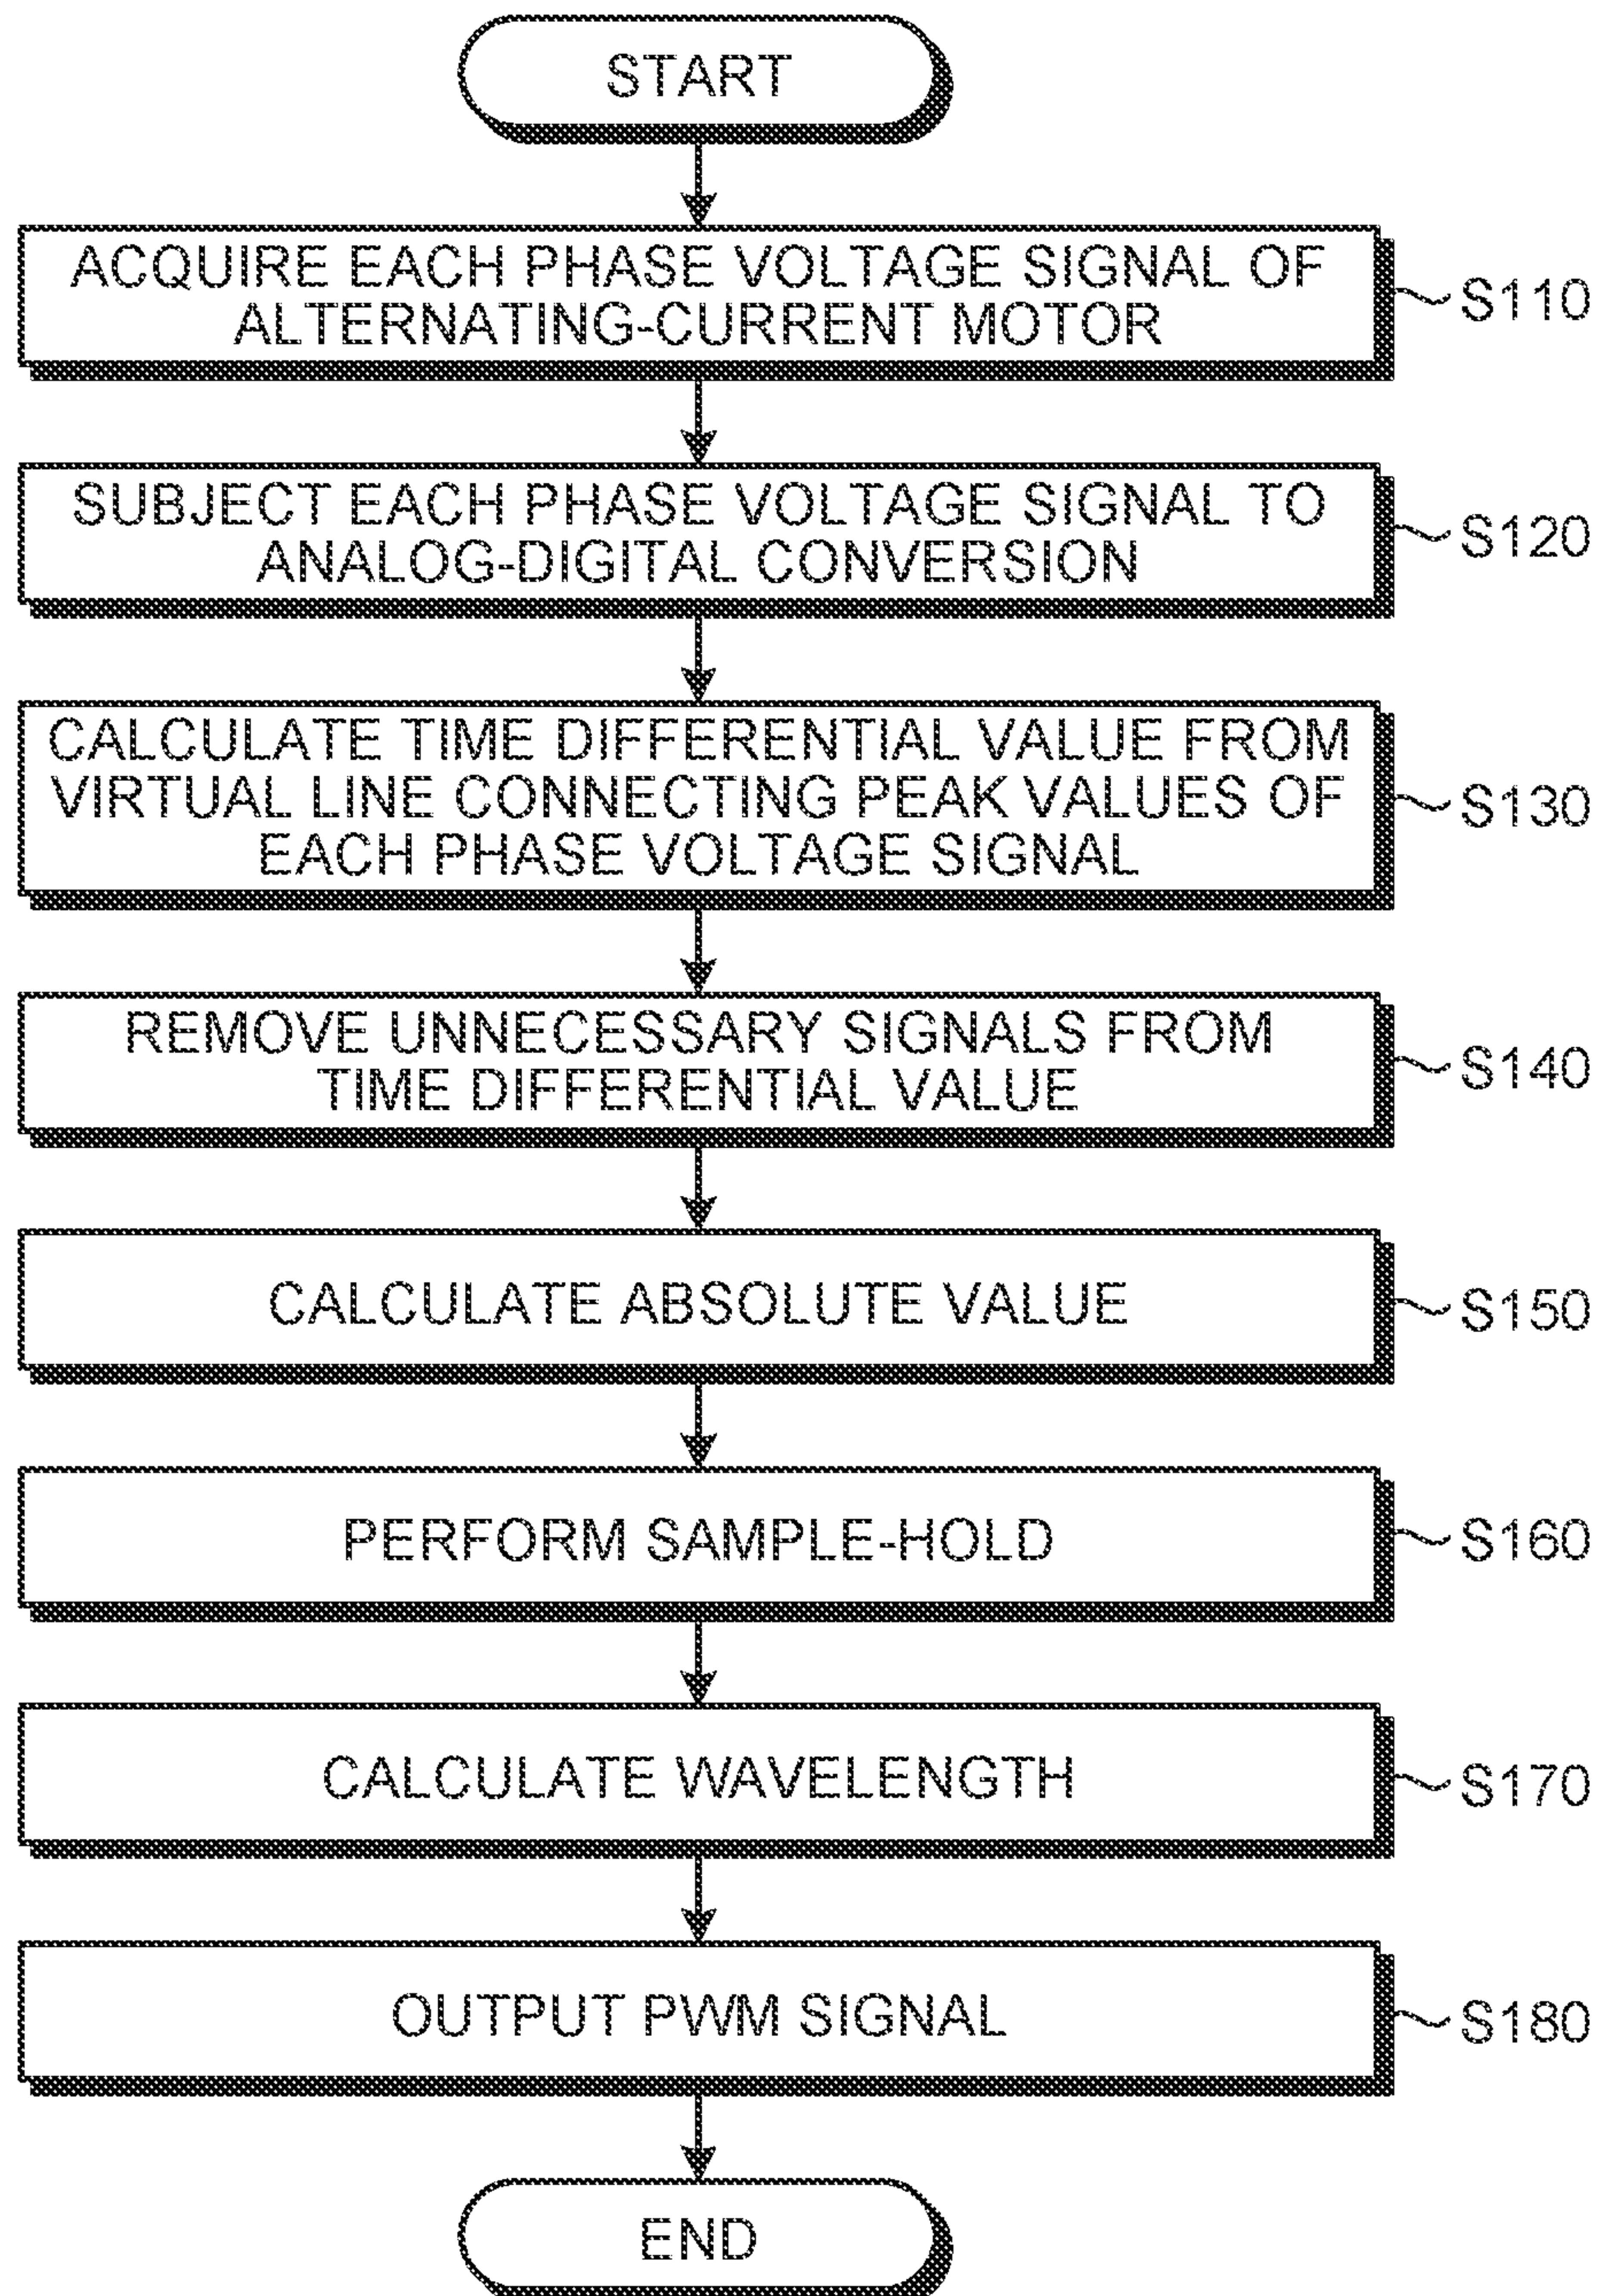 START
ACQUIRE EACH PHASE VOLTAGE SIGNAL OF
ALTERNATING-CURRENT MOTOR
S110
SUBJECT EACH PHASE VOLTAGE SIGNAL TO
ANALOG-DIGITAL CONVERSION
S120
CALCULATE TIME DIFFERENTIAL VALUE FROM
VIRTUAL LINE CONNECTING PEAK VALUES OF
EACH PHASE VOLTAGE SIGNAL
S130
REMOVE UNNECESSARY SIGNALS FROM
TIME DIFFERENTIAL VALUE
S140
CALCULATE ABSOLUTE VALUE
S150
PERFORM SAMPLE-HOLD
S160
CALCULATE WAVELENGTH
S170
OUTPUT PWM SIGNAL
S180
END